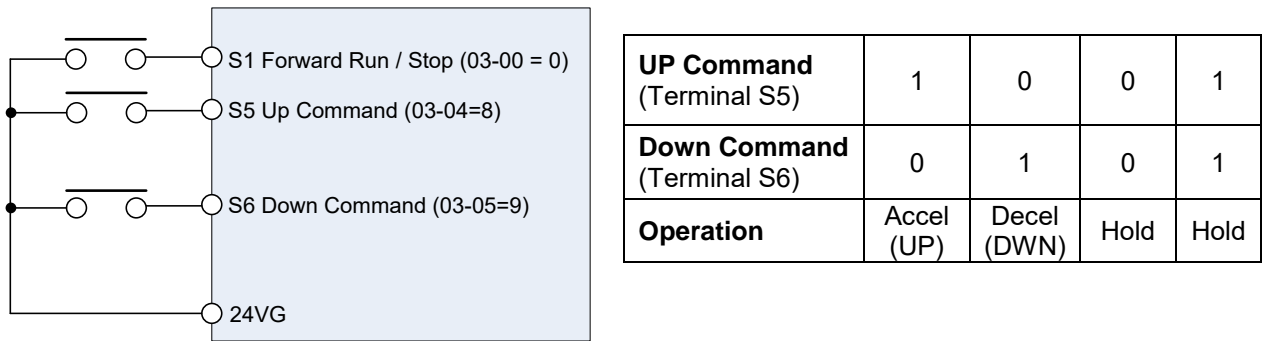 S1 Forward Run / Stop (03-00 = 0)
S5 Up Command (03-04=8)
S6 Down Command (03-05=9)
24VG
UP Command
(Terminal S5)
1 0 0 1
Down Command
(Terminal S6)
0 1 0 1
Operation
Accel
(UP)
Decel
(DWN)
Hold Hold